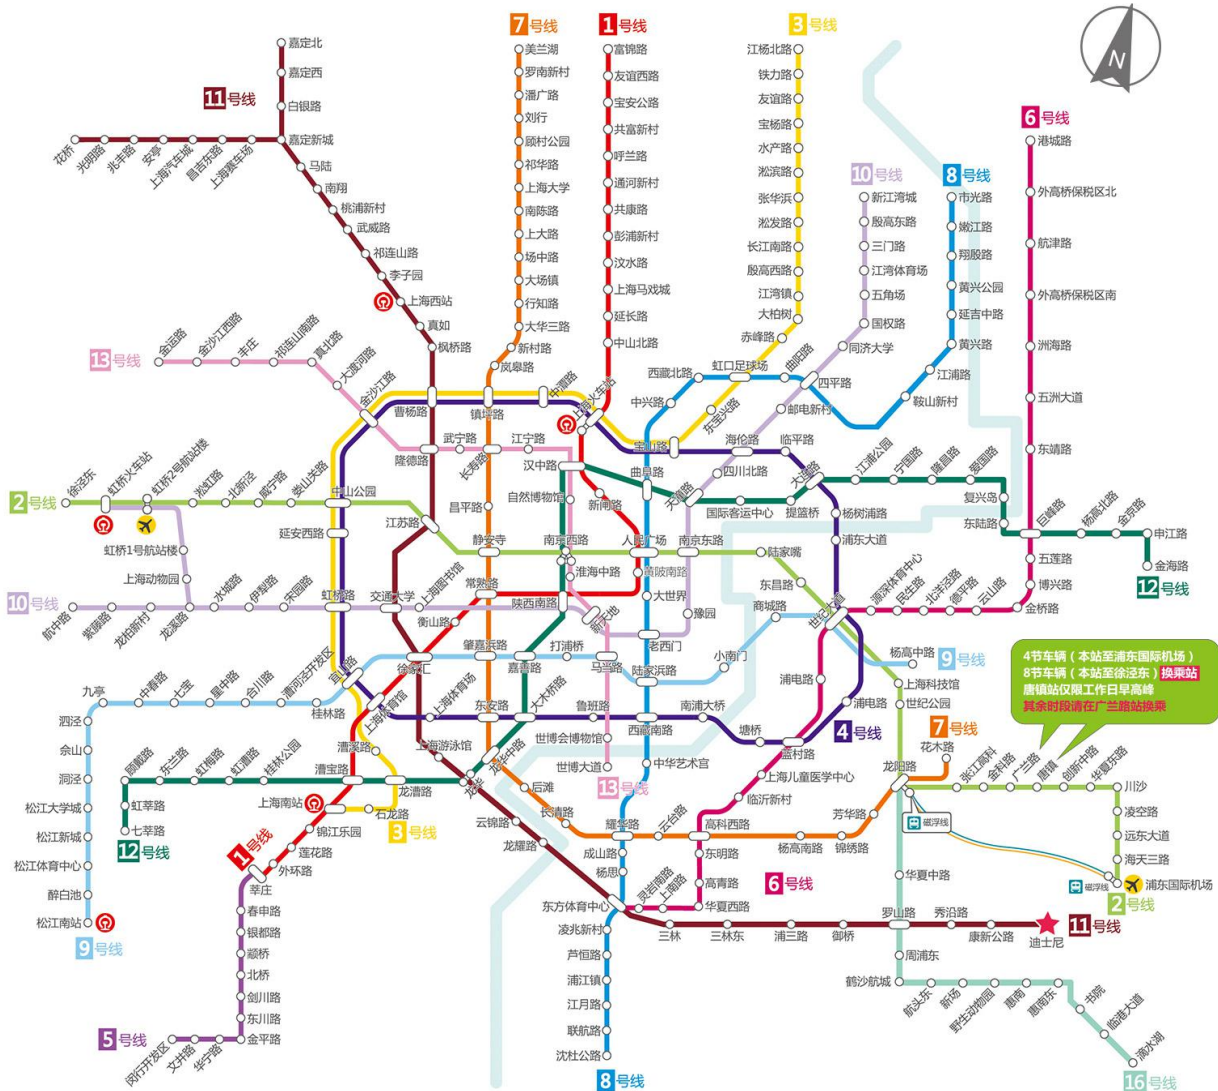 N
7号线
1号线
3号线
11号线
6号线
10号线
8号线
嘉定北
嘉定西
白银路
嘉定新城
花桥
光明路
兆丰路
安亭
上海汽车城
昌吉东路
上海赛车场
马陆
南翔
桃浦新村
武威路
祁连山路
李子园
上海西站
真如
枫桥路
美兰湖
罗南新村
潘广路
刘行
顾村公园
祁华路
上海大学
南陈路
上大路
场中路
大场镇
行知路
大华三路
新村路
岚皋路
富锦路
友谊西路
宝安公路
共富新村
呼兰路
通河新村
共康路
彭浦新村
汶水路
上海马戏城
延长路
中山北路
江杨北路
铁力路
友谊路
宝杨路
水产路
淞滨路
张华浜
淞发路
长江南路
殷高西路
江湾镇
大柏树
赤峰路
新江湾城
殷高东路
三门路
江湾体育场
五角场
国权路
同济大学
市光路
嫩江路
翔殷路
黄兴公园
延吉中路
黄兴路
江浦路
鞍山新村
港城路
外高桥保税区北
航津路
外高桥保税区南
洲海路
五洲大道
东靖路
巨峰路
五莲路
博兴路
金桥路
13号线
金运路
金沙江西路
丰庄
祁连山南路
真北路
大渡河路
金沙江路
曹杨路
镇坪路
中潭路
上海火车站
西藏北路
虹口足球场
曲阳路
四平路
中兴路
东宝兴路
邮电新村
宝山路
海伦路
临平路
隆德路
武宁路
长寿路
江宁路
汉中路
曲阜路
四川北路
大连路
江浦公园
宁国路
隆昌路
爱国路
复兴岛
东陆路
杨高北路
金京路
申江路
金海路
12号线
自然博物馆
新闸路
天潼路
国际客运中心
提篮桥
杨树浦路
浦东大道
2号线
徐泾东
虹桥火车站
虹桥2号航站楼
淞虹路
北新泾
威宁路
娄山关路
中山公园
昌平路
延安西路
江苏路
静安寺
南京西路
人民广场
南京东路
陆家嘴
东昌路
虹桥1号航站楼
上海动物园
10号线
航中路
紫藤路
龙柏新村
龙溪路
水城路
伊犁路
宋园路
虹桥路
交通大学
上海图书馆
常熟路
淮海中路
黄陂南路
陕西南路
新天地
大世界
豫园
老西门
商城路
世纪大道
源深体育中心
民生路
北洋泾路
德平路
云山路
衡山路
徐家汇
肇嘉浜路
嘉善路
打浦桥
马当路
陆家浜路
小南门
杨高中路
9号线
上海科技馆
世纪公园
浦电路
浦电路
4号线
九亭
中春路
七宝
星中路
合川路
漕河泾开发区
桂林路
宜山路
泗泾
佘山
洞泾
松江大学城
松江新城
松江体育中心
醉白池
松江南站
9号线
上海体育馆
上海体育场
东安路
大木桥路
鲁班路
西藏南路
南浦大桥
塘桥
蓝村路
上海儿童医学中心
临沂新村
上海游泳馆
龙华
龙华中路
后滩
长清路
世博会博物馆
世博大道
13号线
中华艺术宫
漕溪路
漕宝路
龙漕路
石龙路
3号线
上海南站
锦江乐园
莲花路
外环路
莘庄
1号线
顾戴路
东兰路
虹梅路
虹漕路
桂林公园
虹莘路
七莘路
12号线
云锦路
龙耀路
耀华路
云台路
高科西路
杨高南路
锦绣路
芳华路
龙阳路
花木路
7号线
4节车辆（本站至浦东国际机场）
8节车辆（本站至徐泾东）换乘站
唐镇站仅限工作日早高峰
其余时段请在广兰路站换乘
张江高科
金科路
广兰路
唐镇
创新中路
华夏东路
川沙
凌空路
远东大道
海天三路
浦东国际机场
2号线
磁浮线
磁浮线
成山路
杨思
东方体育中心
东明路
高青路
华夏西路
上南路
灵岩南路
6号线
三林
三林东
浦三路
御桥
罗山路
秀沿路
康新公路
迪士尼
11号线
华夏中路
周浦东
鹤沙航城
航头东
新场
野生动物园
惠南
惠南东
书院
临港大道
滴水湖
16号线
凌兆新村
芦恒路
浦江镇
江月路
联航路
沈杜公路
8号线
春申路
银都路
颛桥
北桥
剑川路
东川路
金平路
华宁路
文井路
闵行开发区
5号线